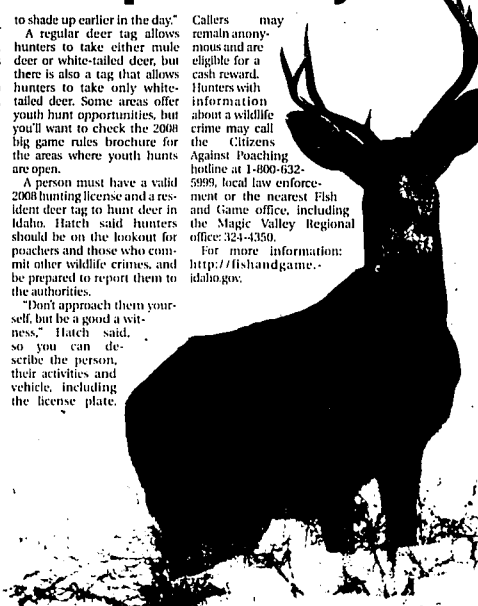 to shade up earlier in the day."
A regular deer tag allows
hunters to take either mule
deer or white-tailed deer, but
there is also a tag that allows
hunters to take only white-
tailed deer. Some areas offer
youth hunt opportunities, but
you'll want to check the 2008
big game rules brochure for
the areas where youth hunts
are open.
A person must have a valid
2008 hunting license and a res-
ident deer tag to hunt deer in
Idaho. Hatch said hunters
should be on the lookout for
poachers and those who com-
mit other wildlife crimes, and
be prepared to report them to
the authorities.
"Don't approach them your-
self, but be a good a wit-
ness," Hatch said,
so you can de-
scribe the person,
their activities and
vehicle, including
the license plate.
Callers may
remain anony-
mous and are
eligible for a
cash reward.
Hunters with
information
about a wildlife
crime may call
the Citizens
Against Poaching
hotline at 1-800-632-
5999, local law enforce-
ment or the nearest Fish
and Game office, including
the Magic Valley Regional
office: 324-4350.
For more information:
http://fishandgame.-
idaho.gov.